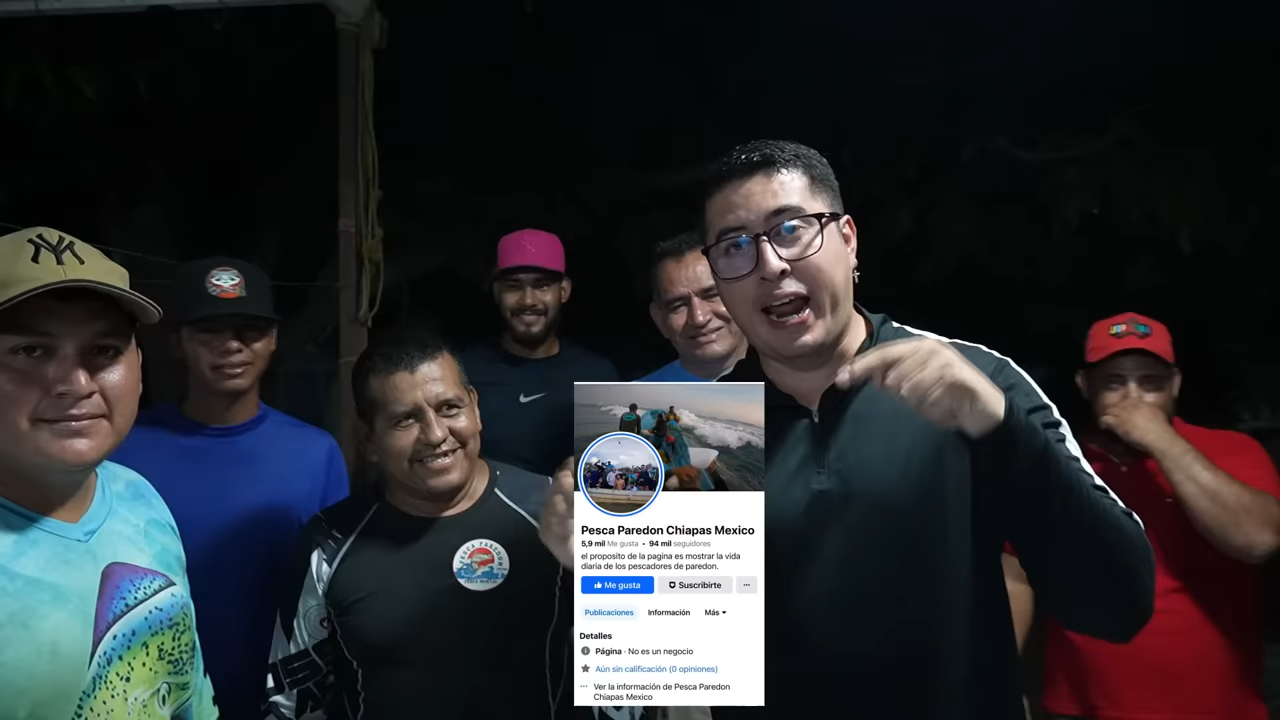 NY
PESCA PAREDON
Pesca Paredon Chiapas Mexico
5,9 mil Me gusta • 94 mil seguidores
el proposito de la pagina es mostrar la vida
diaria de los pescadores de paredon.
Me gusta
Suscribirte
Publicaciones
Información
Más
Detalles
Página · No es un negocio
Aún sin calificación (0 opiniones)
Ver la información de Pesca Paredon
Chiapas Mexico